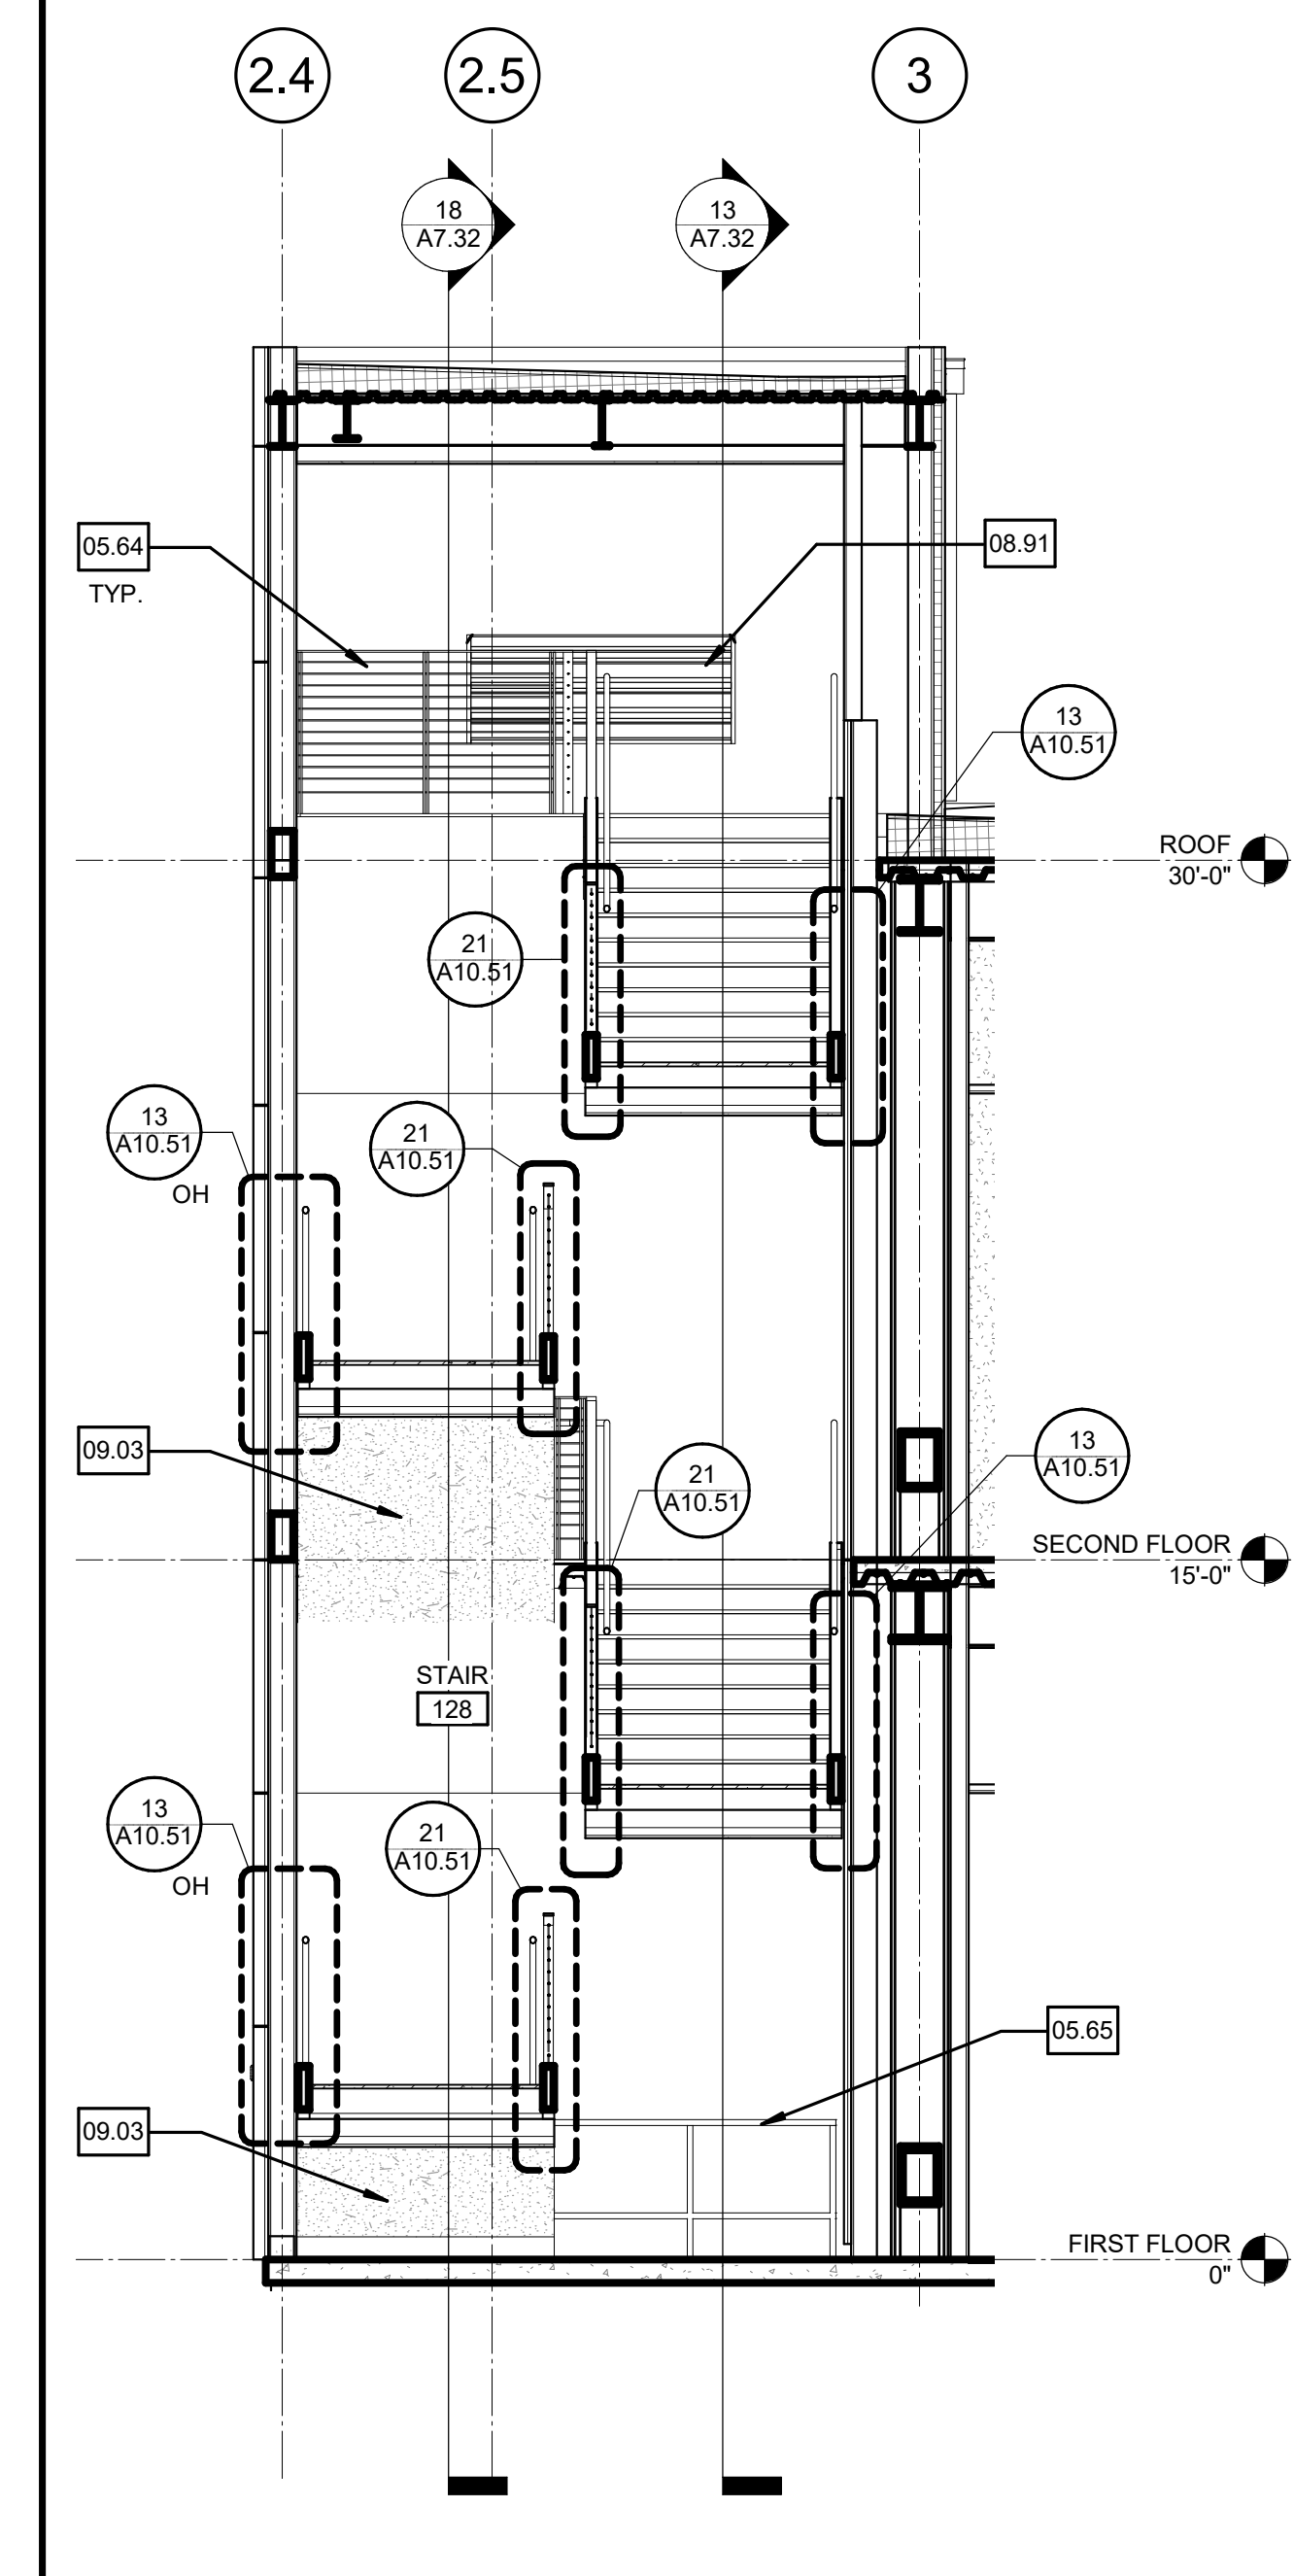 2.4
2.5
3
18
A7.32
13
A7.32
05.64
TYP.
08.91
13
A10.51
ROOF
30'-0"
21
A10.51
13
A10.51
OH
21
A10.51
09.03
13
A10.51
21
A10.51
SECOND FLOOR
15'-0"
STAIR
128
13
A10.51
OH
21
A10.51
05.65
09.03
FIRST FLOOR
0"